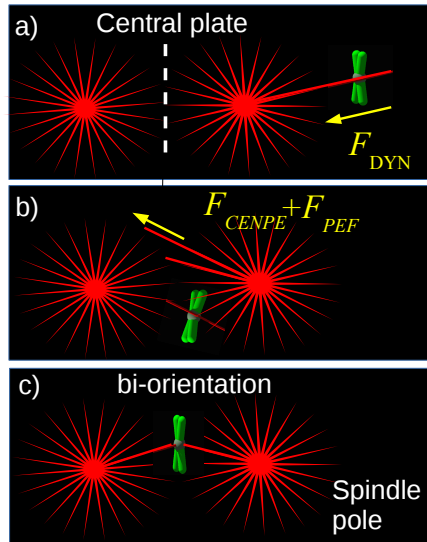 a)
Central plate
F_DYN
b)
F_CENPE+F_PEF
c)
bi-orientation
Spindle
pole